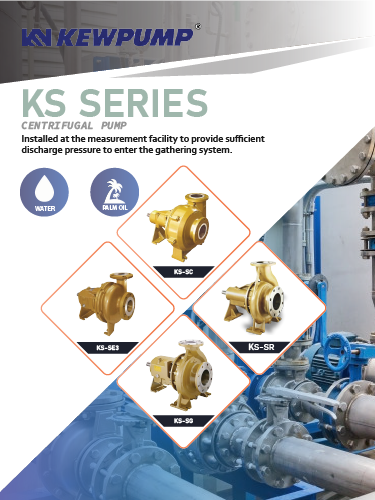 KN KEWPUMP®
KS SERIES
CENTRIFUGAL PUMP
Installed at the measurement facility to provide sufficient
discharge pressure to enter the gathering system.
WATER
PALM OIL
KS-SC
KS-SE3
KS-SR
KS-SG